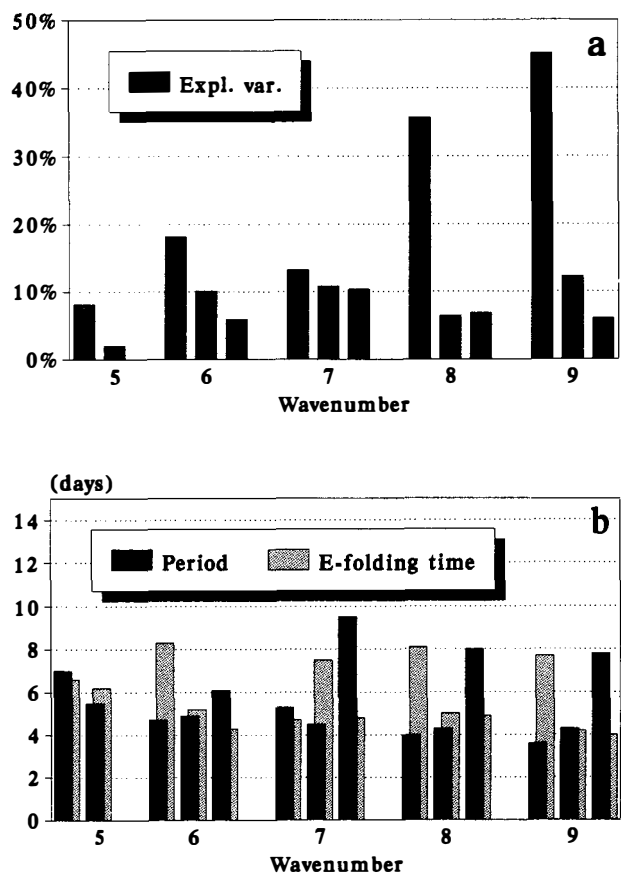 50%
a
Expl. var.
40%
30%
20%
10%
0%
5 6 7 8 9
Wavenumber
(days)
14
b
Period E-folding time
12
10
8
6
4
2
0
5 6 7 8 9
Wavenumber